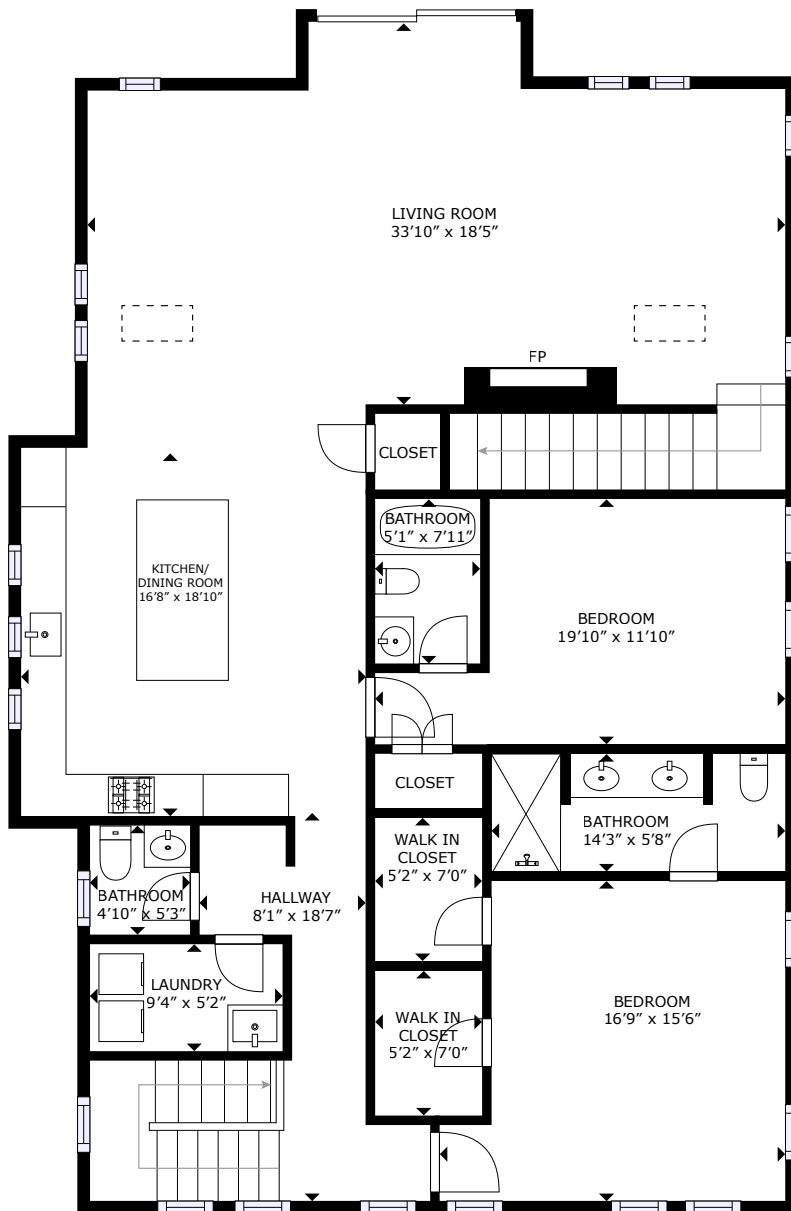 LIVING ROOM
33'10" x 18'5"
FP
CLOSET
BATHROOM
5'1" x 7'11"
KITCHEN/
DINING ROOM
16'8" x 18'10"
BEDROOM
19'10" x 11'10"
CLOSET
BATHROOM
14'3" x 5'8"
WALK IN
CLOSET
5'2" x 7'0"
BATHROOM
4'10" x 5'3"
HALLWAY
8'1" x 18'7"
LAUNDRY
9'4" x 5'2"
WALK IN
CLOSET
5'2" x 7'0"
BEDROOM
16'9" x 15'6"